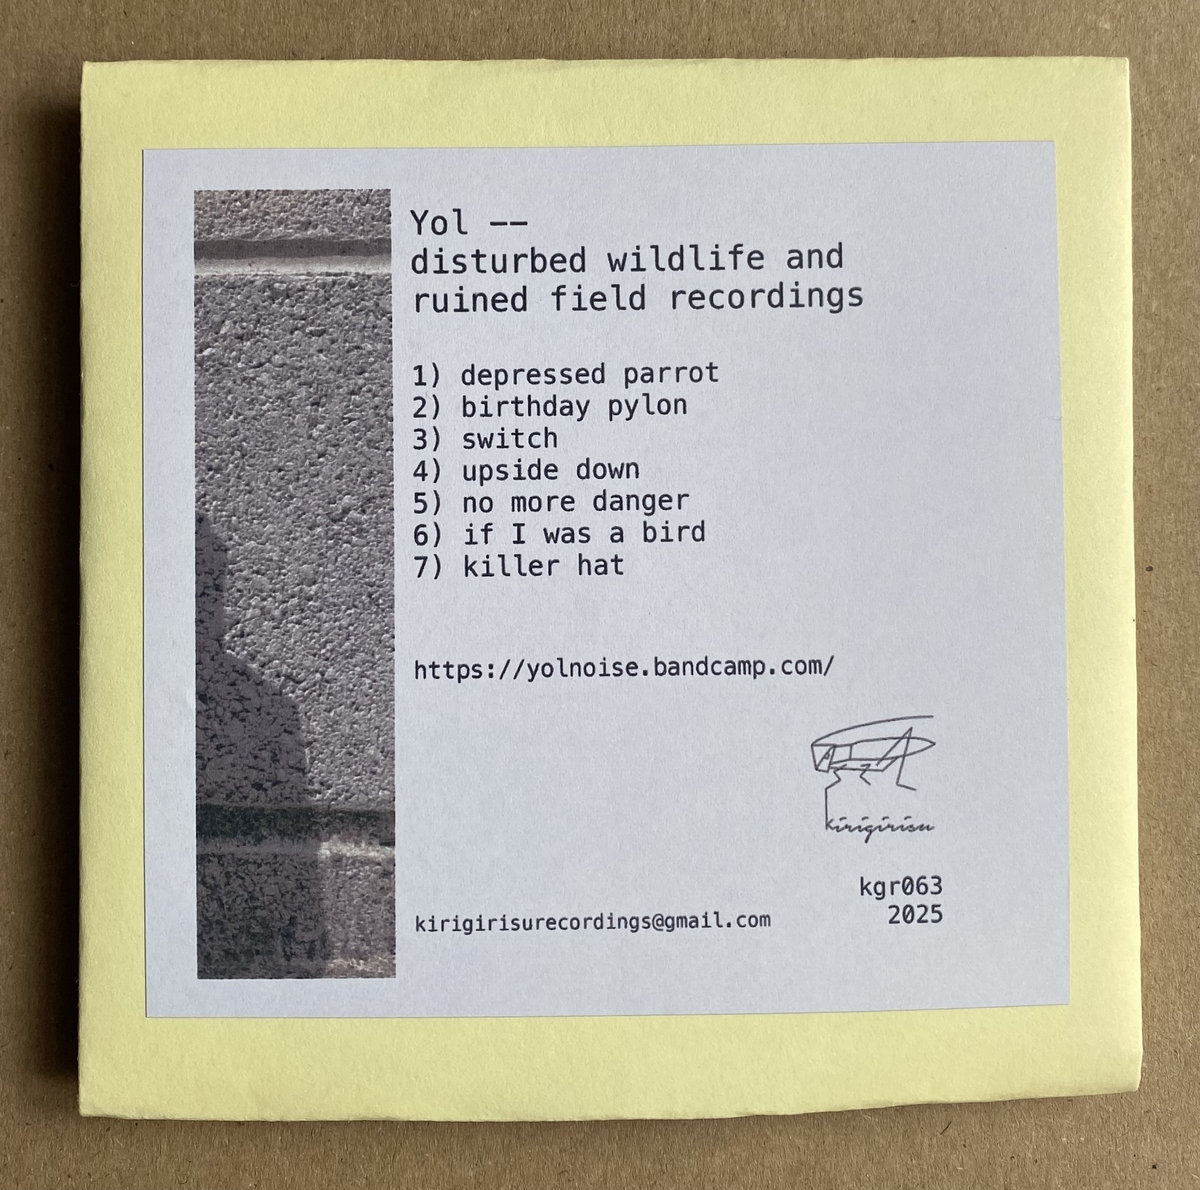 Yol --
disturbed wildlife and
ruined field recordings
1) depressed parrot
2) birthday pylon
3) switch
4) upside down
5) no more danger
6) if I was a bird
7) killer hat
https://yolnoise.bandcamp.com/
kirigirisu
kgr063
2025
kirigirisurecordings@gmail.com